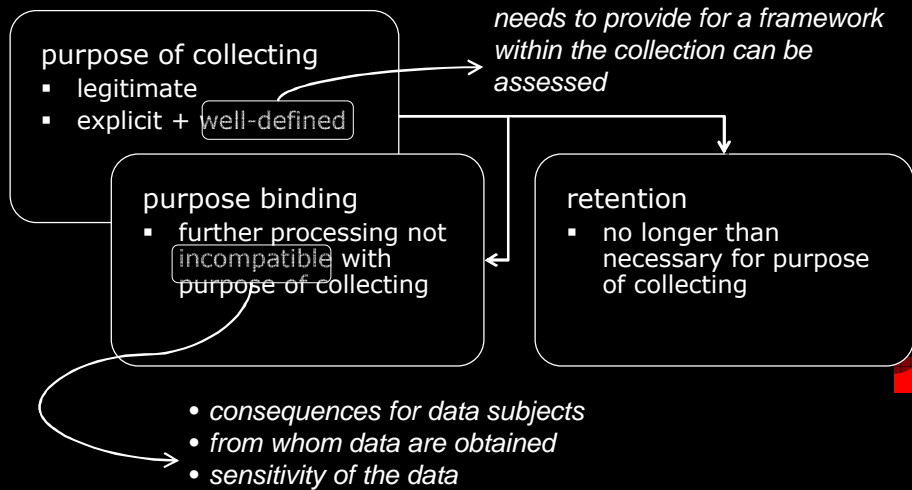 needs to provide for a framework
within the collection can be
assessed
purpose of collecting
▪ legitimate
▪ explicit + well-defined
purpose binding
▪ further processing not
incompatible with
purpose of collecting
retention
▪ no longer than
necessary for purpose
of collecting
• consequences for data subjects
• from whom data are obtained
• sensitivity of the data